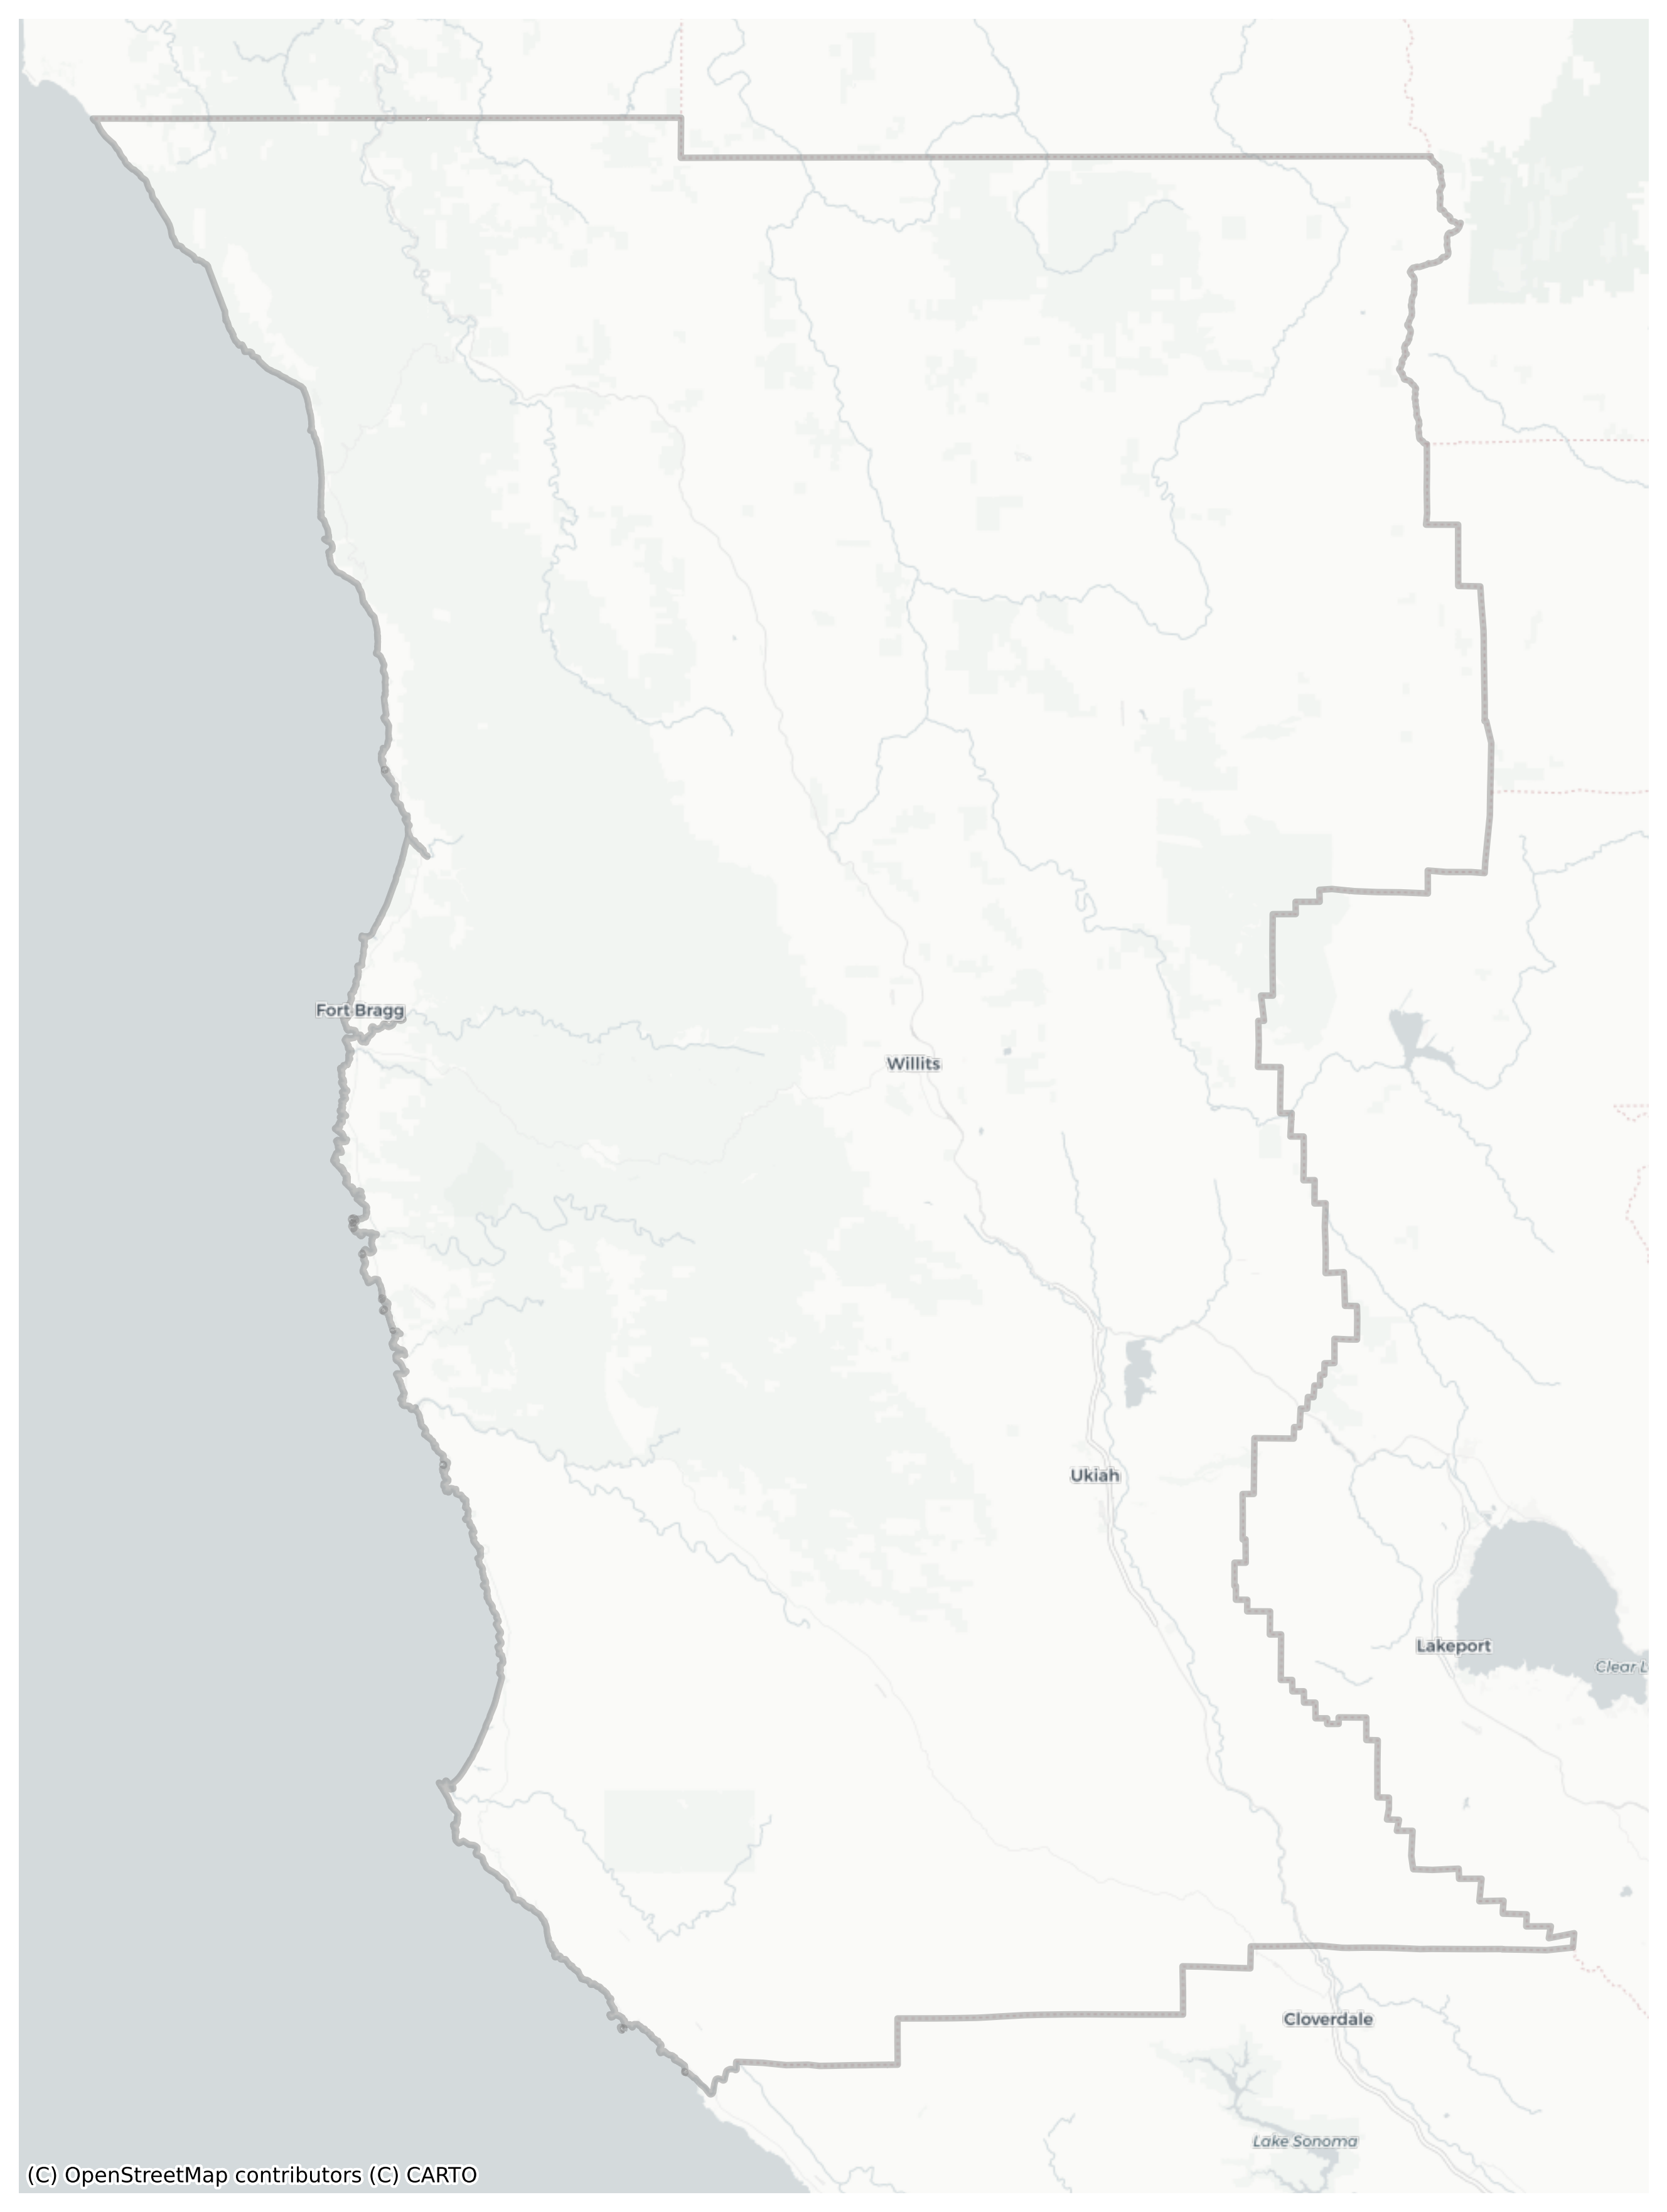 Fort Bragg
Willits
Ukiah
Lakeport
Clear L
Cloverdale
Lake Sonoma
(C) OpenStreetMap contributors (C) CARTO